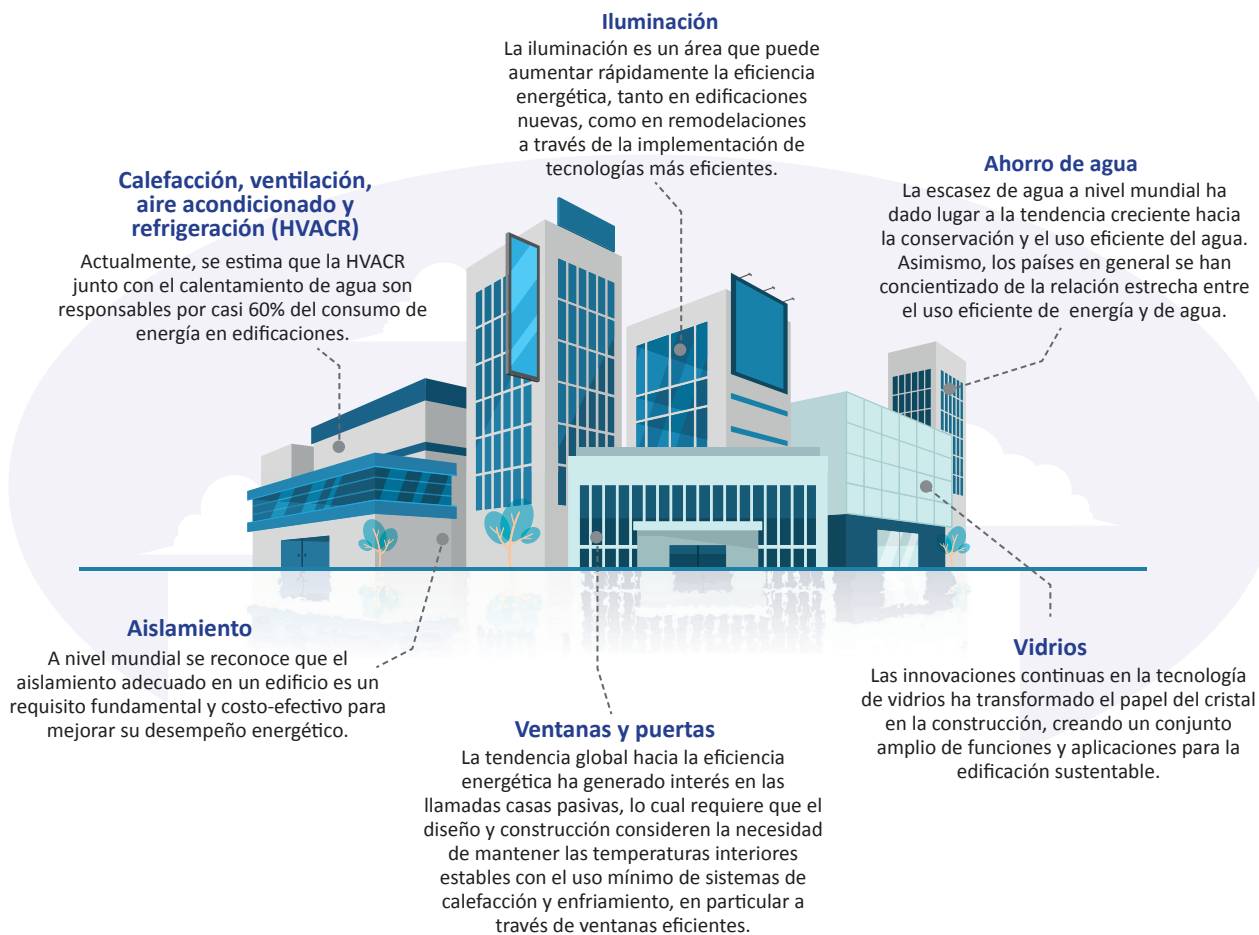 Iluminación
La iluminación es un área que puede
aumentar rápidamente la eficiencia
energética, tanto en edificaciones
nuevas, como en remodelaciones
a través de la implementación de
tecnologías más eficientes.
Calefacción, ventilación,
aire acondicionado y
refrigeración (HVACR)
Actualmente, se estima que la HVACR
junto con el calentamiento de agua son
responsables por casi 60% del consumo de
energía en edificaciones.
Ahorro de agua
La escasez de agua a nivel mundial ha
dado lugar a la tendencia creciente hacia
la conservación y el uso eficiente del agua.
Asimismo, los países en general se han
concientizado de la relación estrecha entre
el uso eficiente de energía y de agua.
Aislamiento
A nivel mundial se reconoce que el
aislamiento adecuado en un edificio es un
requisito fundamental y costo-efectivo para
mejorar su desempeño energético.
Ventanas y puertas
La tendencia global hacia la eficiencia
energética ha generado interés en las
llamadas casas pasivas, lo cual requiere que el
diseño y construcción consideren la necesidad
de mantener las temperaturas interiores
estables con el uso mínimo de sistemas de
calefacción y enfriamiento, en particular a
través de ventanas eficientes.
Vidrios
Las innovaciones continuas en la tecnología
de vidrios ha transformado el papel del cristal
en la construcción, creando un conjunto
amplio de funciones y aplicaciones para la
edificación sustentable.